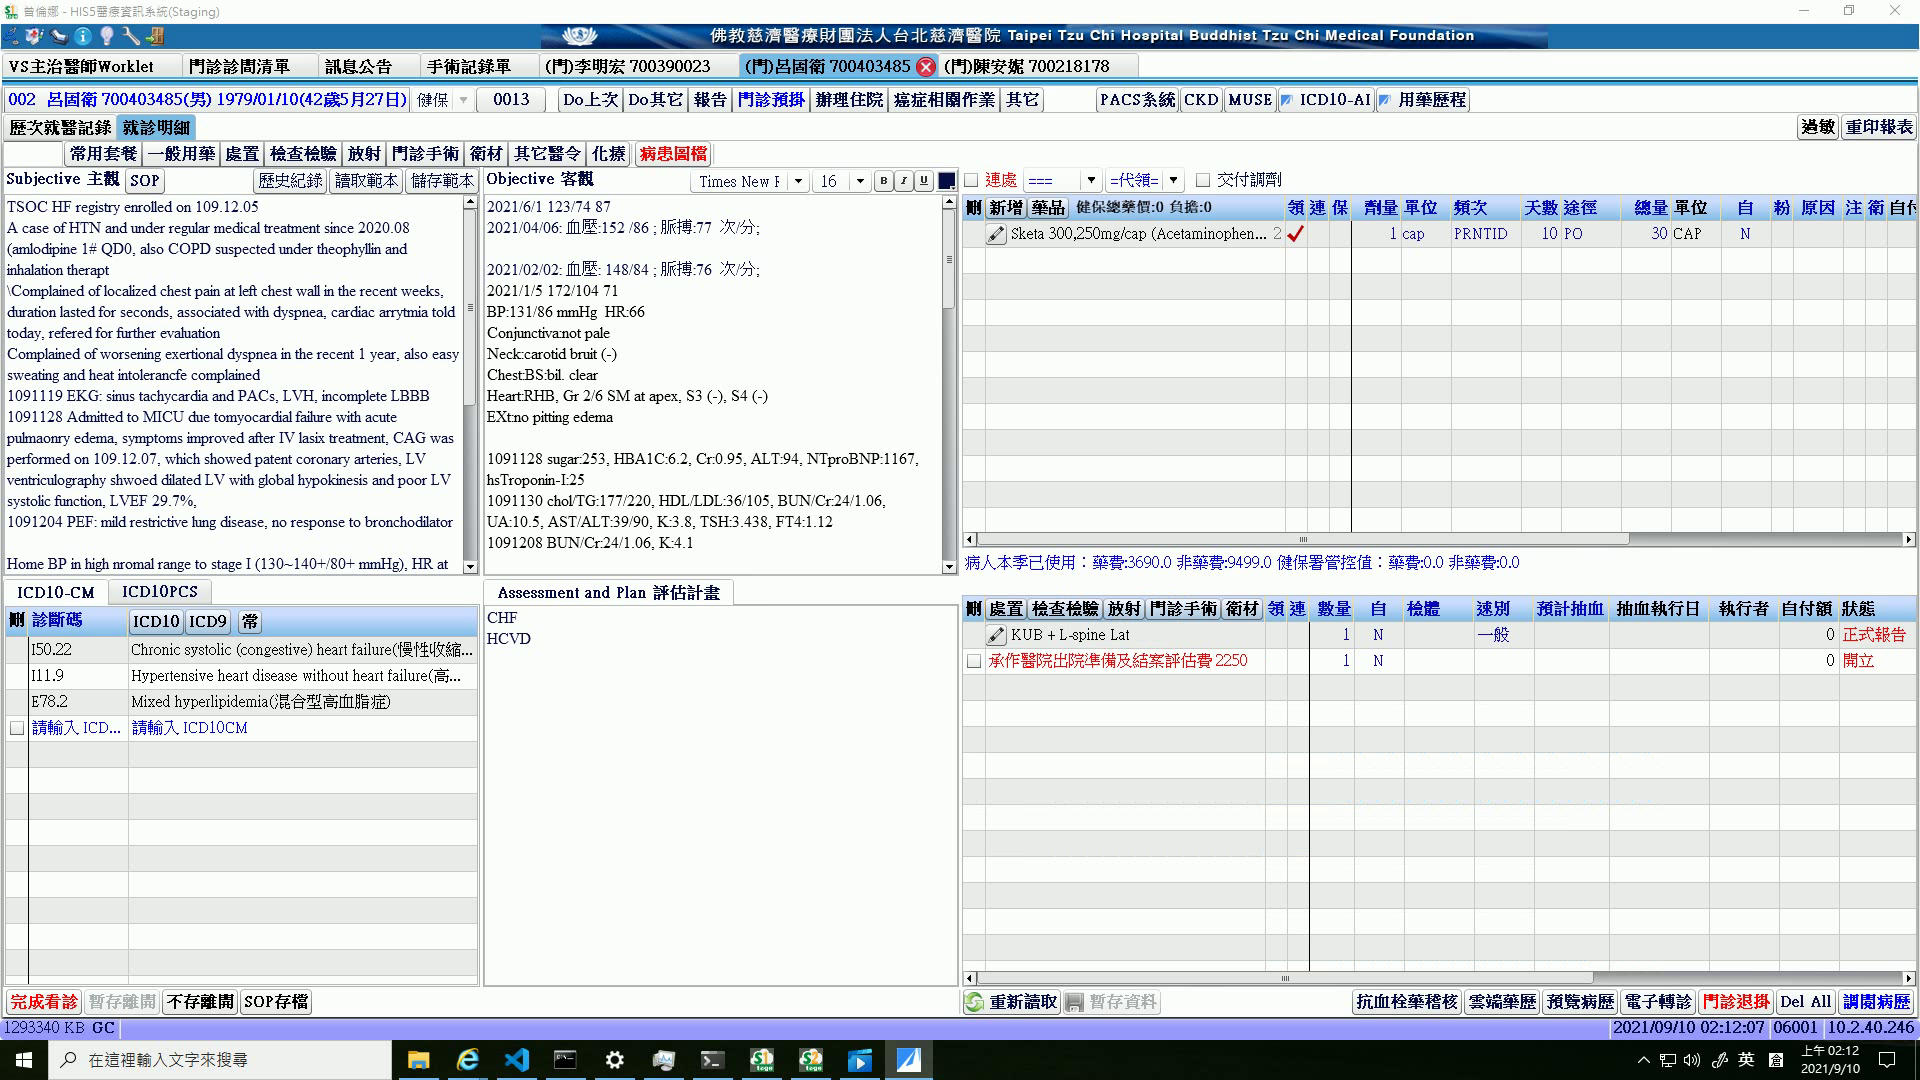 曾倫娜 - HIS5醫療資訊系統(Staging)
佛教慈濟醫療財團法人台北慈濟醫院 Taipei Tzu Chi Hospital Buddhist Tzu Chi Medical Foundation
VS主治醫師Worklet 門診診間清單 訊息公告 手術記錄單 (門)李明宏 700390023 (門)呂固衛 700403485 (門)陳安妮 700218178
002 呂固衛 700403485(男) 1979/01/10(42歲5月27日) 健保 0013 Do上次 Do其它 報告 門診預掛 辦理住院 癌症相關作業 其它 PACS系統 CKD MUSE ICD10-AI 用藥歷程
歷次就醫記錄 就診明細 過敏 重印報表
常用套餐 一般用藥 處置 檢查檢驗 放射 門診手術 衛材 其它醫令 化療 病患圖檔
Subjective 主觀 SOP 歷史紀錄 讀取範本 儲存範本
TSOC HF registry enrolled on 109.12.05
A case of HTN and under regular medical treatment since 2020.08
(amlodipine 1# QD0, also COPD suspected under theophyllin and
inhalation therapt
\Complained of localized chest pain at left chest wall in the recent weeks,
duration lasted for seconds, associated with dyspnea, cardiac arrytmia told
today, refered for further evaluation
Complained of worsening exertional dyspnea in the recent 1 year, also easy
sweating and heat intolerancfe complained
1091119 EKG: sinus tachycardia and PACs, LVH, incomplete LBBB
1091128 Admitted to MICU due tomyocardial failure with acute
pulmaonry edema, symptoms improved after IV lasix treatment, CAG was
performed on 109.12.07, which showed patent coronary arteries, LV
ventriculography shwoed dilated LV with global hypokinesis and poor LV
systolic function, LVEF 29.7%,
1091204 PEF: mild restrictive lung disease, no response to bronchodilator
Home BP in high nromal range to stage I (130~140+/80+ mmHg), HR at
Objective 客觀 Times New F 16 B I U
2021/6/1 123/74 87
2021/04/06: 血壓:152 /86 ; 脈搏:77 次/分;
2021/02/02: 血壓: 148/84 ; 脈搏:76 次/分;
2021/1/5 172/104 71
BP:131/86 mmHg HR:66
Conjunctiva:not pale
Neck:carotid bruit (-)
Chest:BS:bil. clear
Heart:RHB, Gr 2/6 SM at apex, S3 (-), S4 (-)
EXt:no pitting edema
1091128 sugar:253, HBA1C:6.2, Cr:0.95, ALT:94, NTproBNP:1167,
hsTroponin-I:25
1091130 chol/TG:177/220, HDL/LDL:36/105, BUN/Cr:24/1.06,
UA:10.5, AST/ALT:39/90, K:3.8, TSH:3.438, FT4:1.12
1091208 BUN/Cr:24/1.06, K:4.1
連處 === =代領= 交付調劑
刪 新增 藥品 健保總藥價:0 負擔:0 領 連 保 劑量 單位 頻次 天數 途徑 總量 單位 自 粉 原因 注 衛 自付
Sketa 300,250mg/cap (Acetaminophen... 2 1 cap PRNTID 10 PO 30 CAP N
病人本季已使用：藥費:3690.0 非藥費:9499.0 健保署管控值：藥費:0.0 非藥費:0.0
ICD10-CM ICD10PCS
刪 診斷碼 ICD10 ICD9 常
I50.22 Chronic systolic (congestive) heart failure(慢性收縮...
I11.9 Hypertensive heart disease without heart failure(高...
E78.2 Mixed hyperlipidemia(混合型高血脂症)
請輸入 ICD... 請輸入 ICD10CM
Assessment and Plan 評估計畫
CHF
HCVD
刪 處置 檢查檢驗 放射 門診手術 衛材 領 連 數量 自 檢體 速別 預計抽血 抽血執行日 執行者 自付額 狀態
KUB + L-spine Lat 1 N 一般 0 正式報告
承作醫院出院準備及結案評估費 2250 1 N 0 開立
完成看診 暫存離開 不存離開 SOP存檔 重新讀取 暫存資料 抗血栓藥稽核 雲端藥歷 預覽病歷 電子轉診 門診退掛 Del All 調閱病歷
1293340 KB GC 2021/09/10 02:12:07 06001 10.2.40.246
在這裡輸入文字來搜尋 英 上午 02:12
2021/9/10